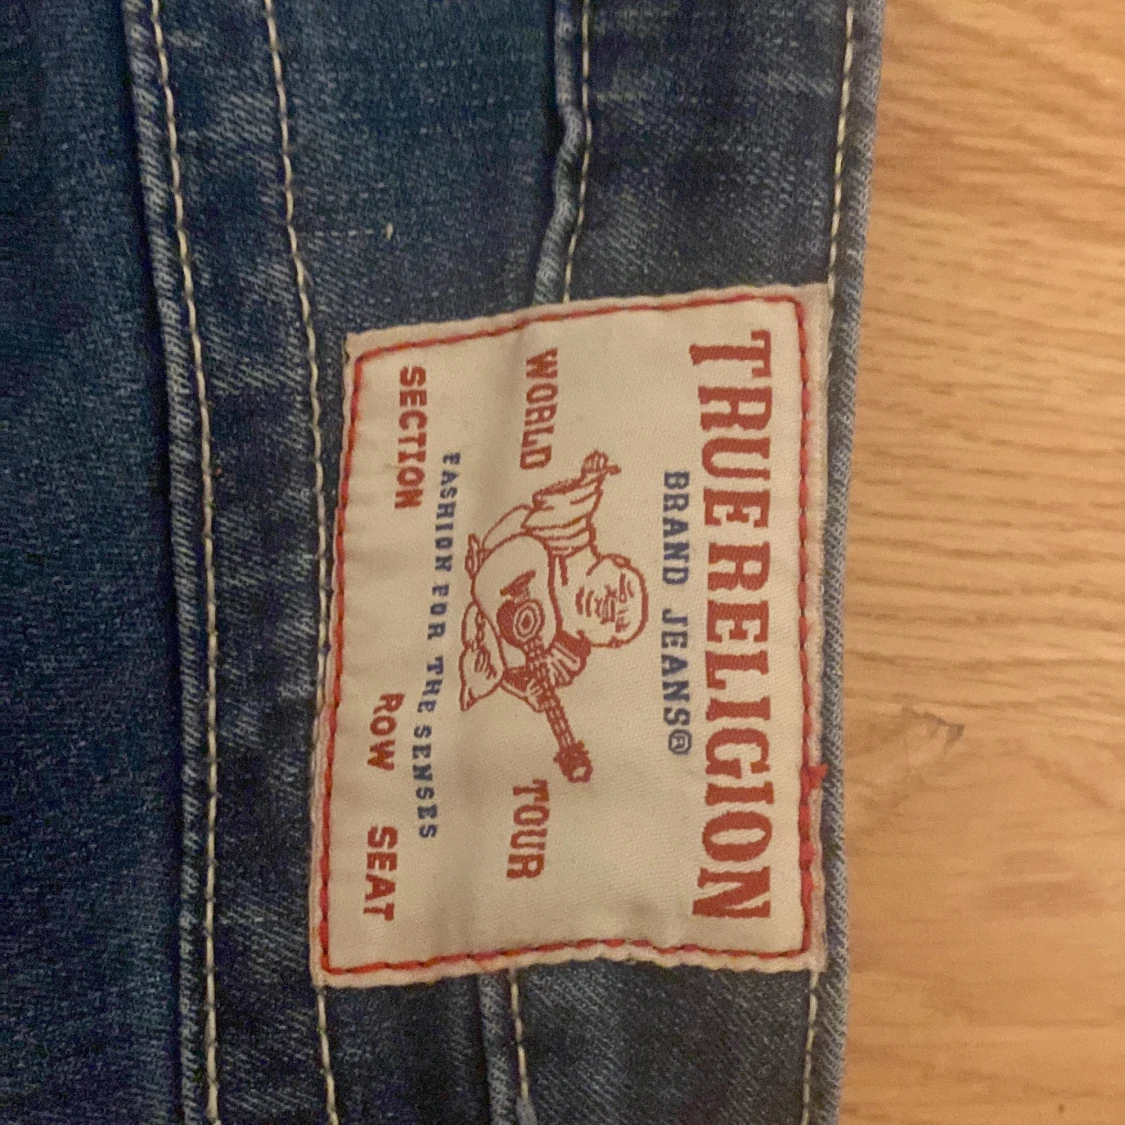 TRUE RELIGION
BRAND JEANS®
WORLD TOUR
FASHION FOR THE SENSES
SECTION ROW SEAT